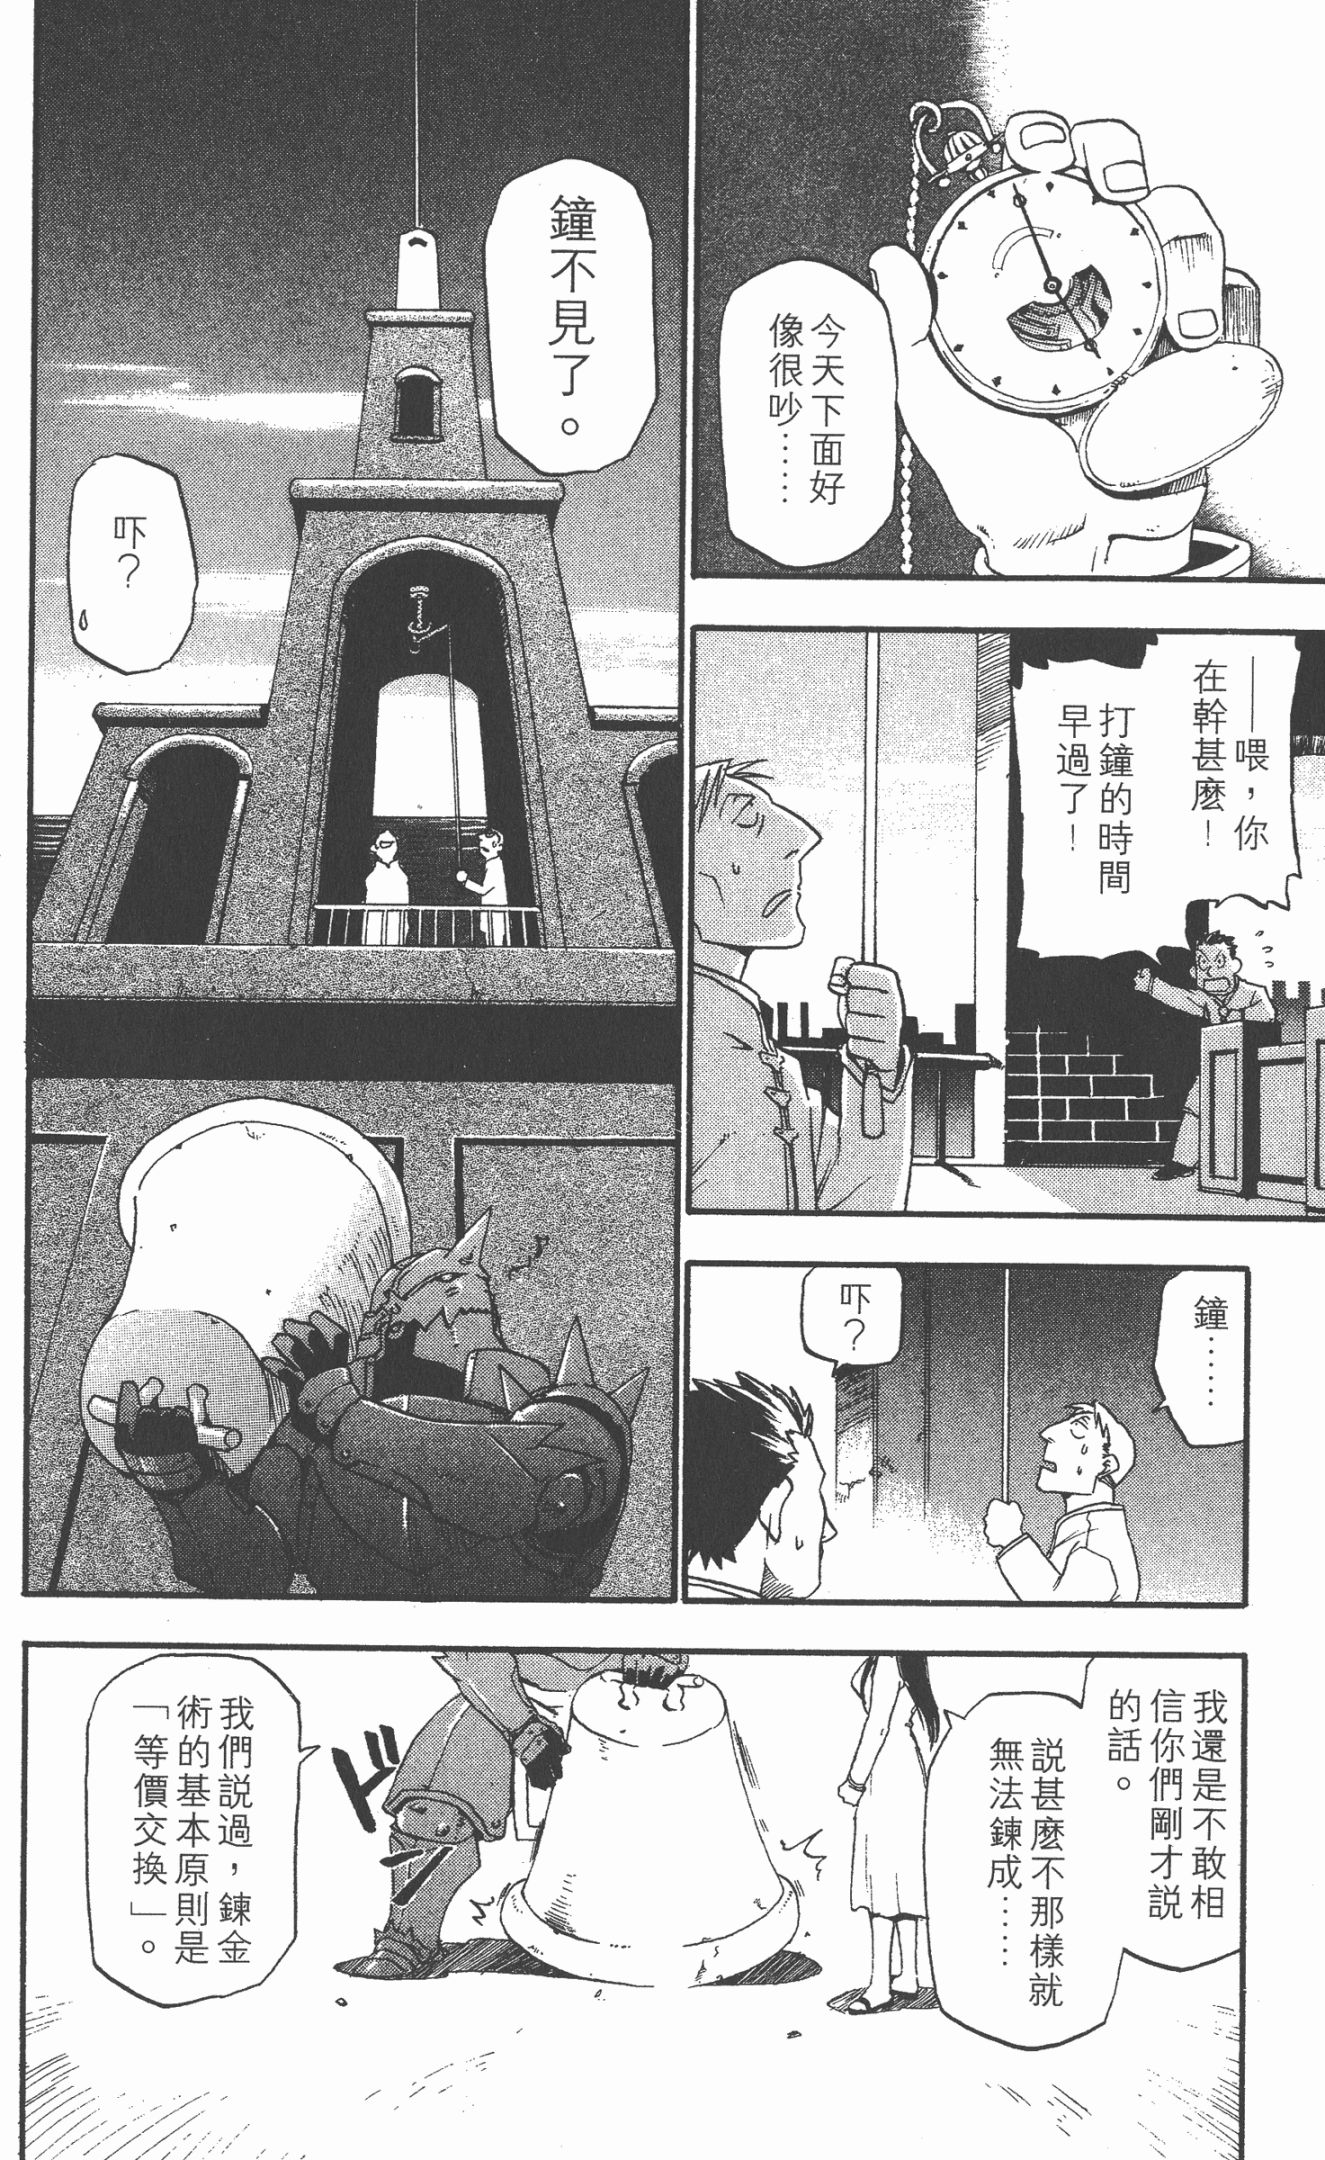 今天下面好
像很吵……
——喂，你
在幹甚麼！
打鐘的時間
早過了！
鐘……
吓？
鐘不見了。
吓？
我還是不敢相
信你們剛才説
的話。
説甚麼不那樣就
無法鍊成……
ドン
我們説過，鍊金
術的基本原則是
「等價交換」。